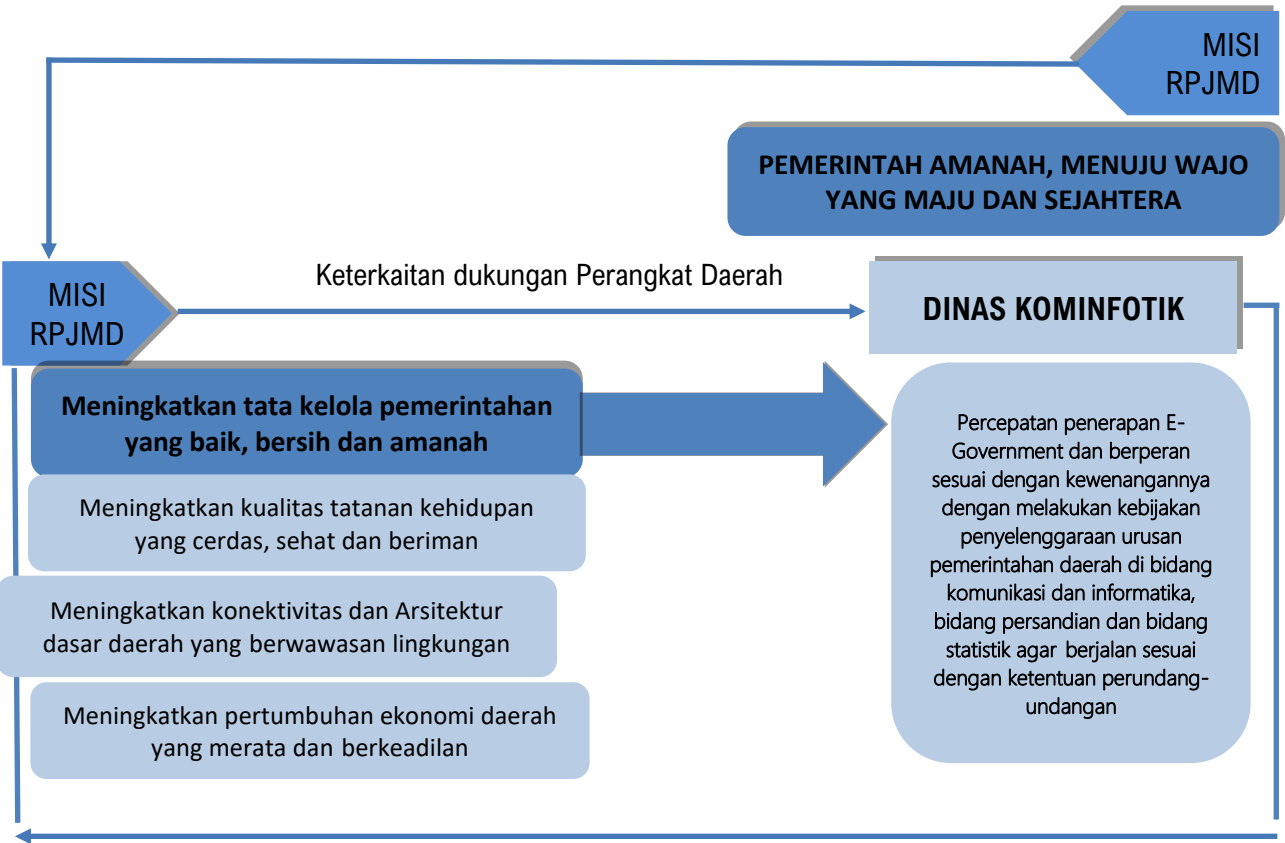 MISI
RPJMD
PEMERINTAH AMANAH, MENUJU WAJO
YANG MAJU DAN SEJAHTERA
MISI
RPJMD
Keterkaitan dukungan Perangkat Daerah
DINAS KOMINFOTIK
Meningkatkan tata kelola pemerintahan
yang baik, bersih dan amanah
Meningkatkan kualitas tatanan kehidupan
yang cerdas, sehat dan beriman
Meningkatkan konektivitas dan Arsitektur
dasar daerah yang berwawasan lingkungan
Meningkatkan pertumbuhan ekonomi daerah
yang merata dan berkeadilan
Percepatan penerapan E-
Government dan berperan
sesuai dengan kewenangannya
dengan melakukan kebijakan
penyelenggaraan urusan
pemerintahan daerah di bidang
komunikasi dan informatika,
bidang persandian dan bidang
statistik agar berjalan sesuai
dengan ketentuan perundang-
undangan